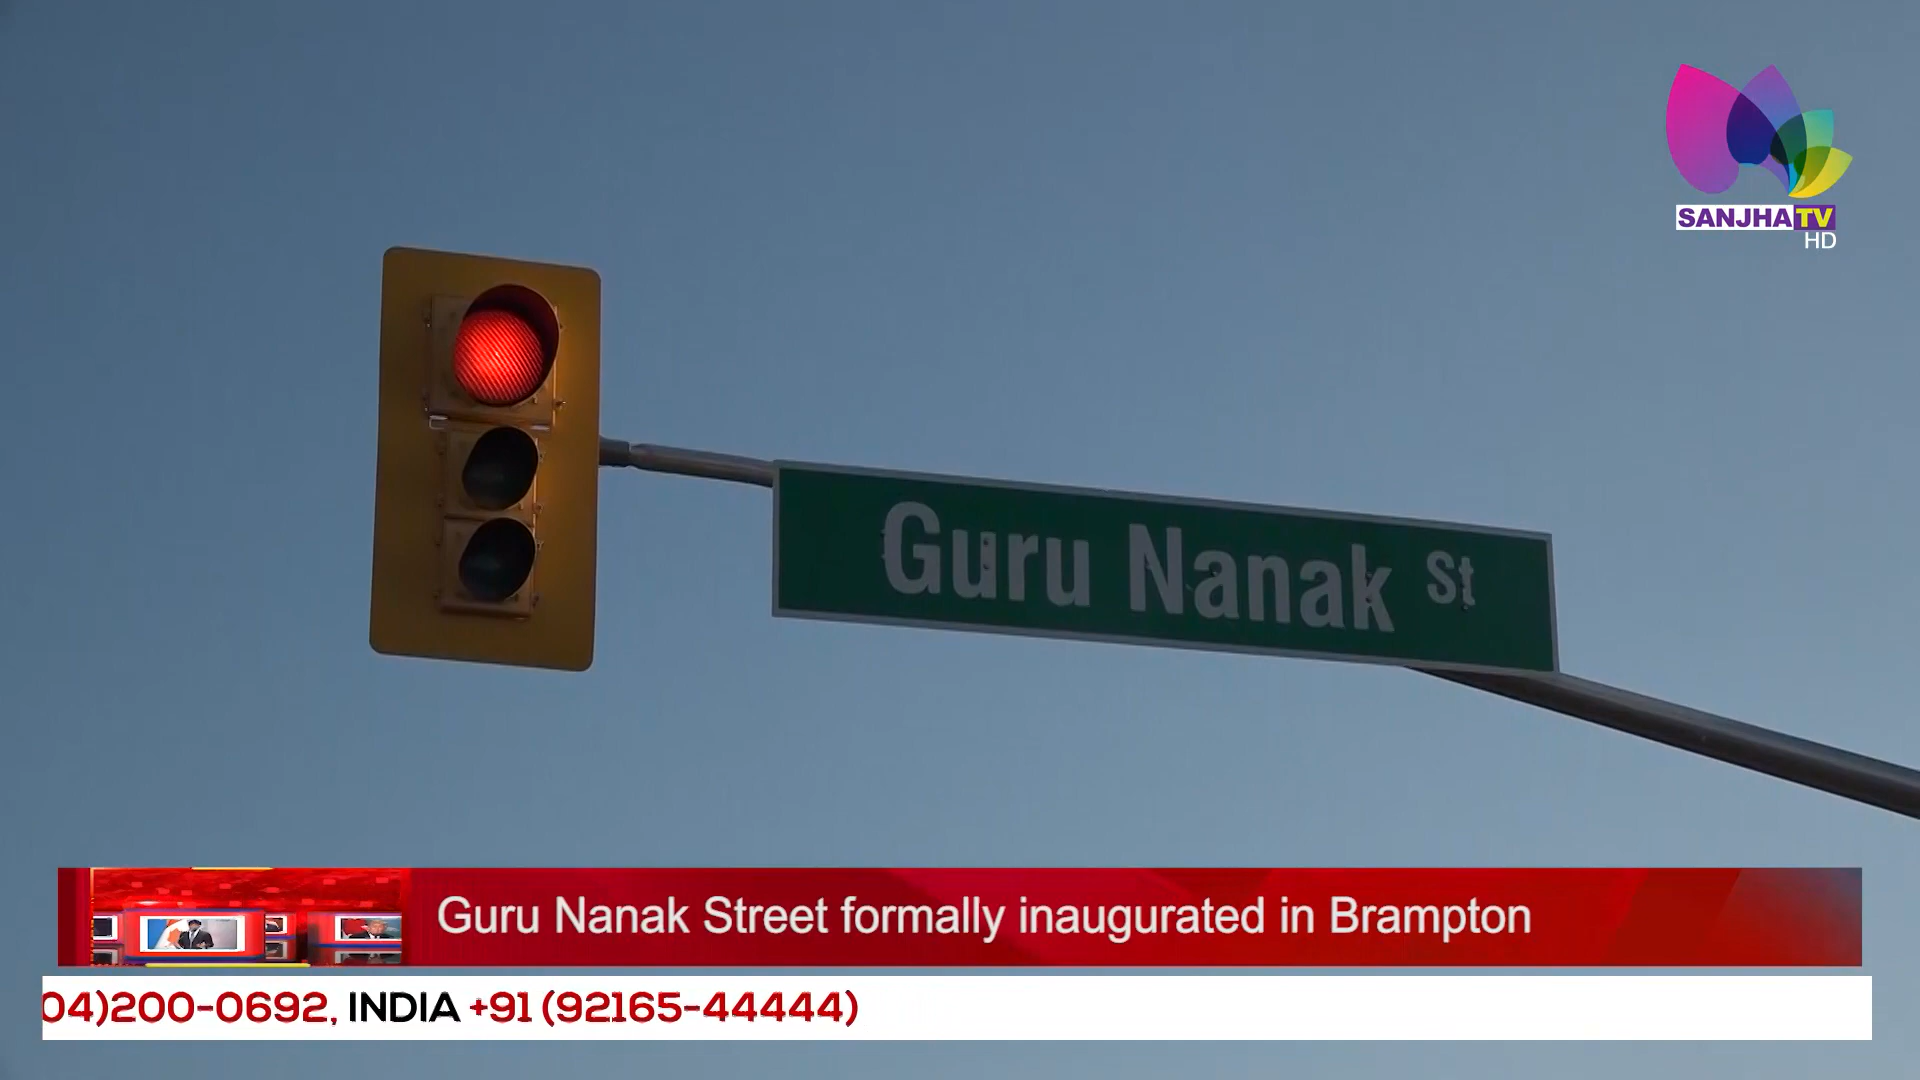 SANJHA TV
HD
Guru Nanak St
Guru Nanak Street formally inaugurated in Brampton
04)200-0692, INDIA +91 (92165-44444)